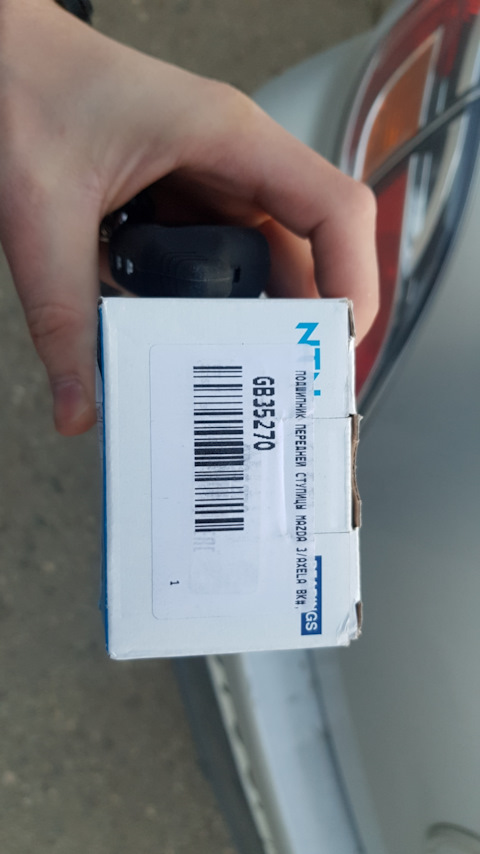 ПОДШИПНИК ПЕРЕДНЕЙ СТУПИЦЫ MAZDA 3/AXELA BK#.
GB35270
1